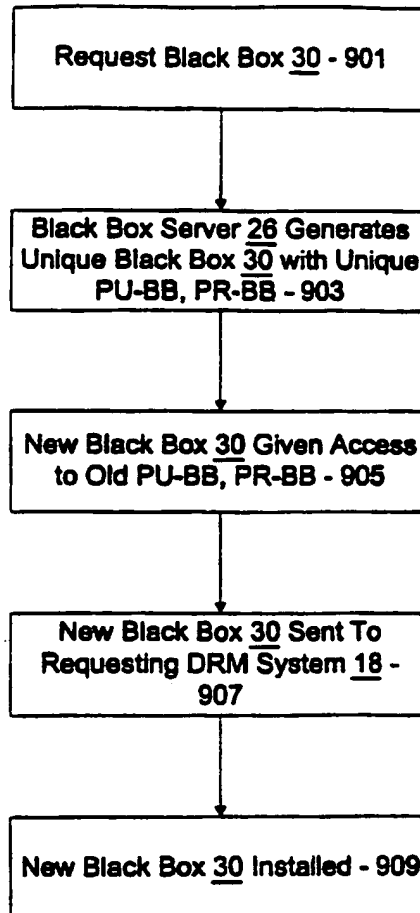 Request Black Box 30 - 901
Black Box Server 26 Generates
Unique Black Box 30 with Unique
PU-BB, PR-BB - 903
New Black Box 30 Given Access
to Old PU-BB, PR-BB - 905
New Black Box 30 Sent To
Requesting DRM System 18 -
907
New Black Box 30 Installed - 909